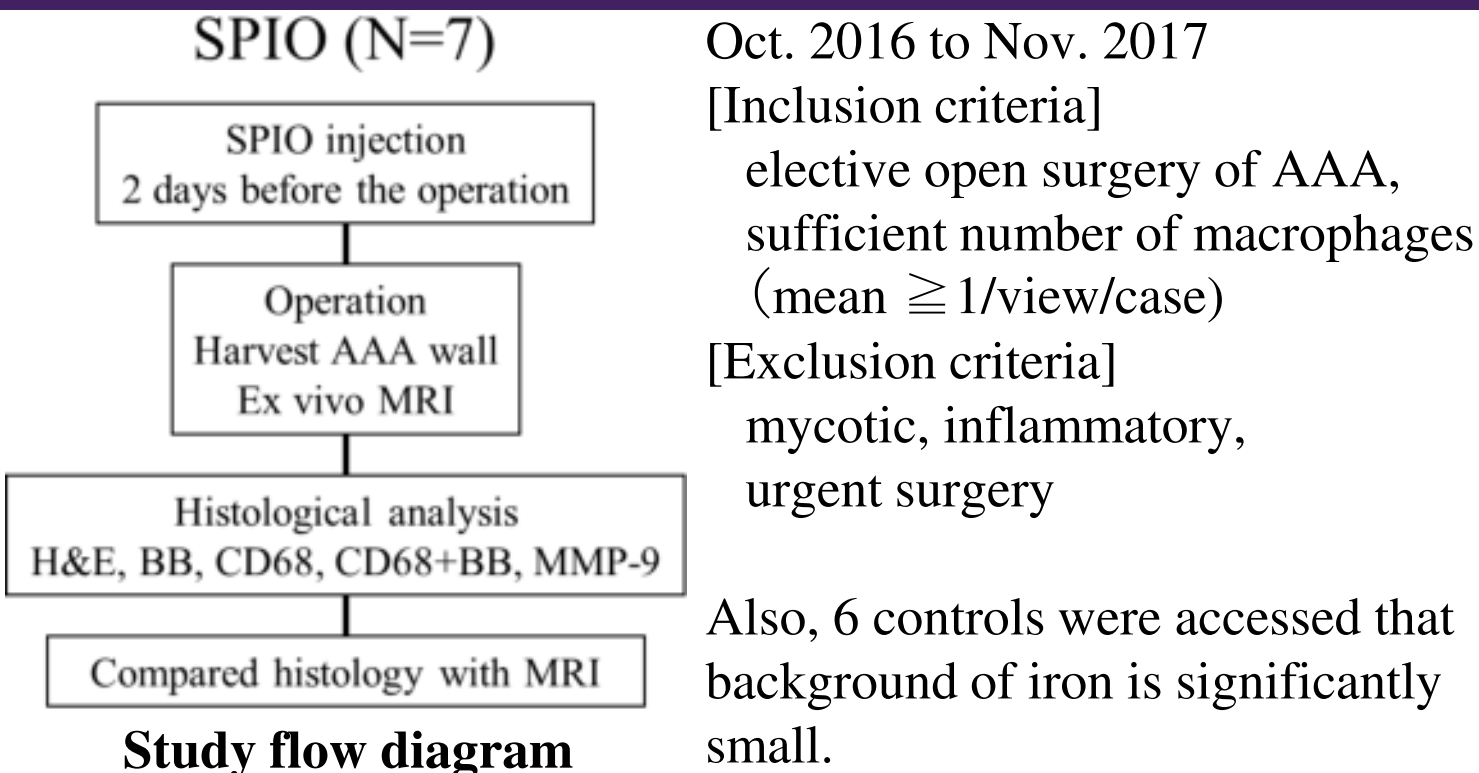 SPIO (N=7)
SPIO injection
2 days before the operation
Operation
Harvest AAA wall
Ex vivo MRI
Histological analysis
H&E, BB, CD68, CD68+BB, MMP-9
Compared histology with MRI
Study flow diagram
Oct. 2016 to Nov. 2017
[Inclusion criteria]
elective open surgery of AAA,
sufficient number of macrophages
（mean ≧1/view/case)
[Exclusion criteria]
mycotic, inflammatory,
urgent surgery
Also, 6 controls were accessed that
background of iron is significantly
small.